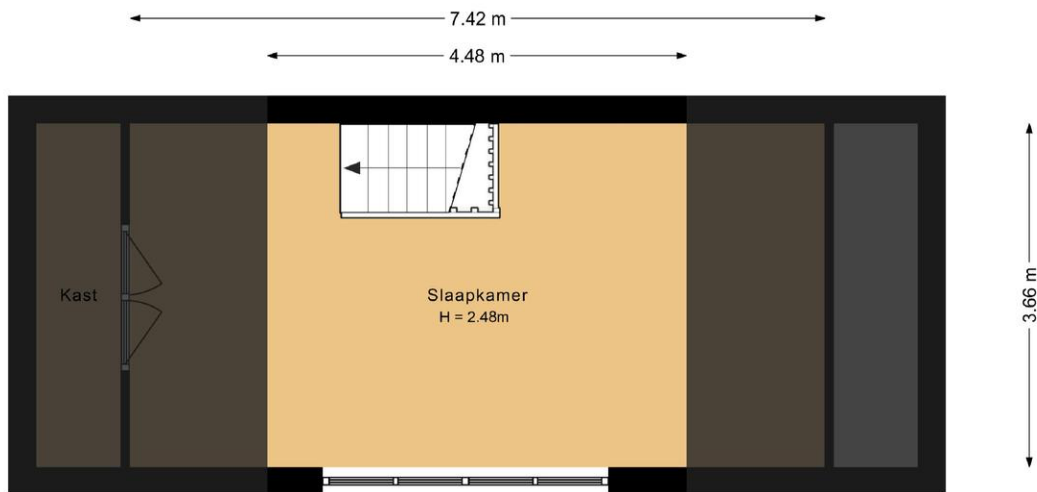 7.42 m
4.48 m
Kast
Slaapkamer
H = 2.48m
3.66 m